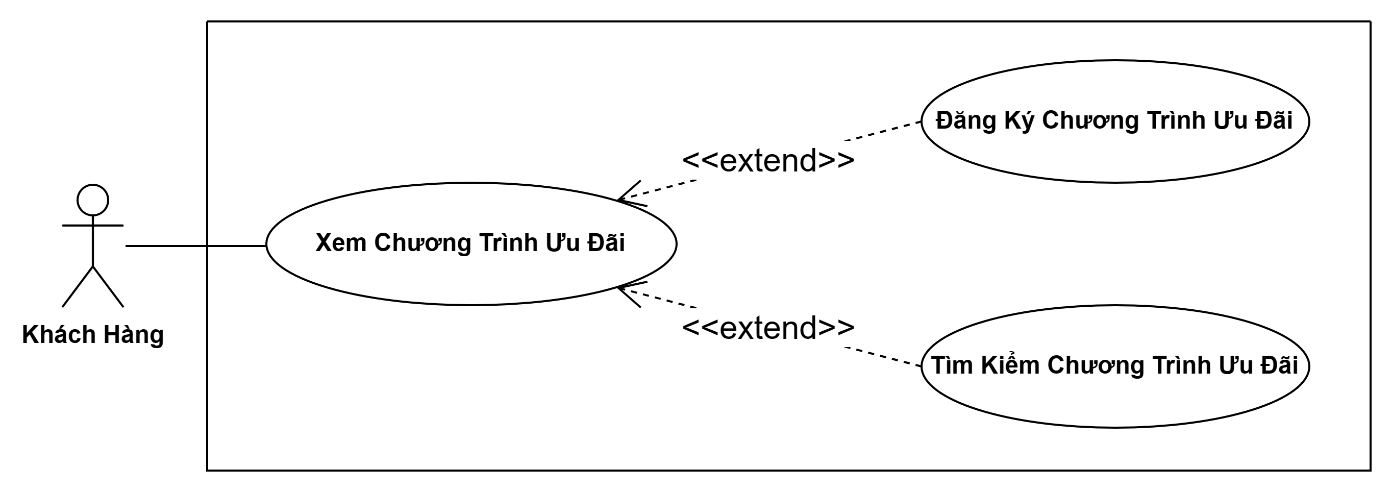 Đăng Ký Chương Trình Ưu Đãi
<<extend>>
Xem Chương Trình Ưu Đãi
Khách Hàng
<<extend>>
Tìm Kiểm Chương Trình Ưu Đãi